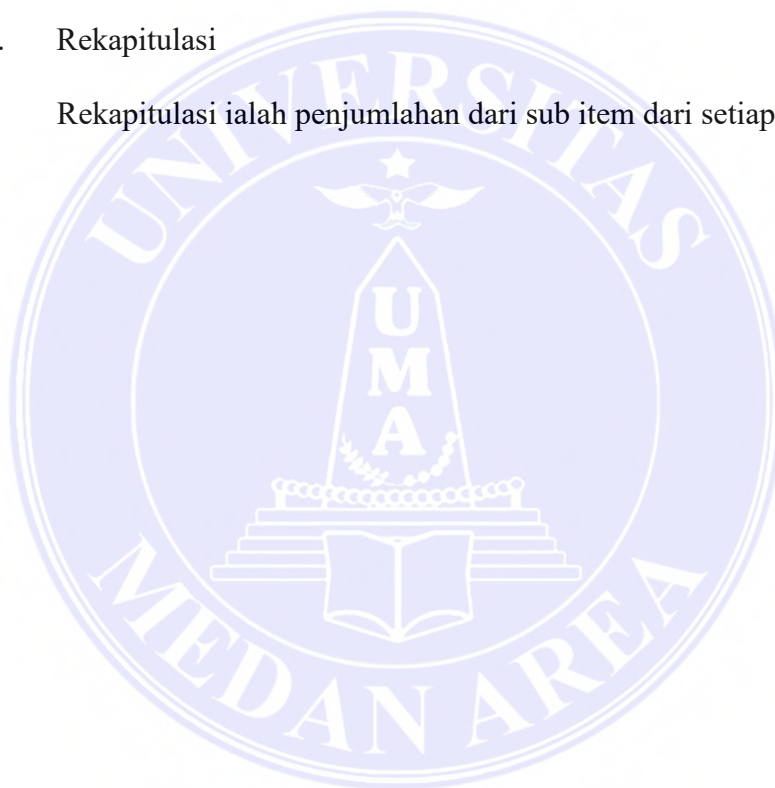 . Rekapitulasi
Rekapitulasi ialah penjumlahan dari sub item dari setiap
UNIVERSITAS
U
M
A
MEDAN AREA